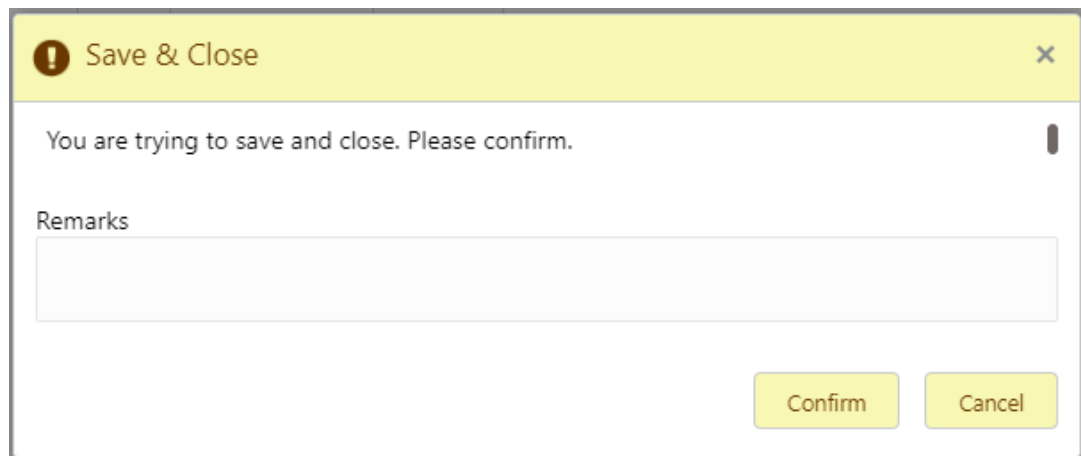 Save & Close
You are trying to save and close. Please confirm.
Remarks
Confirm
Cancel